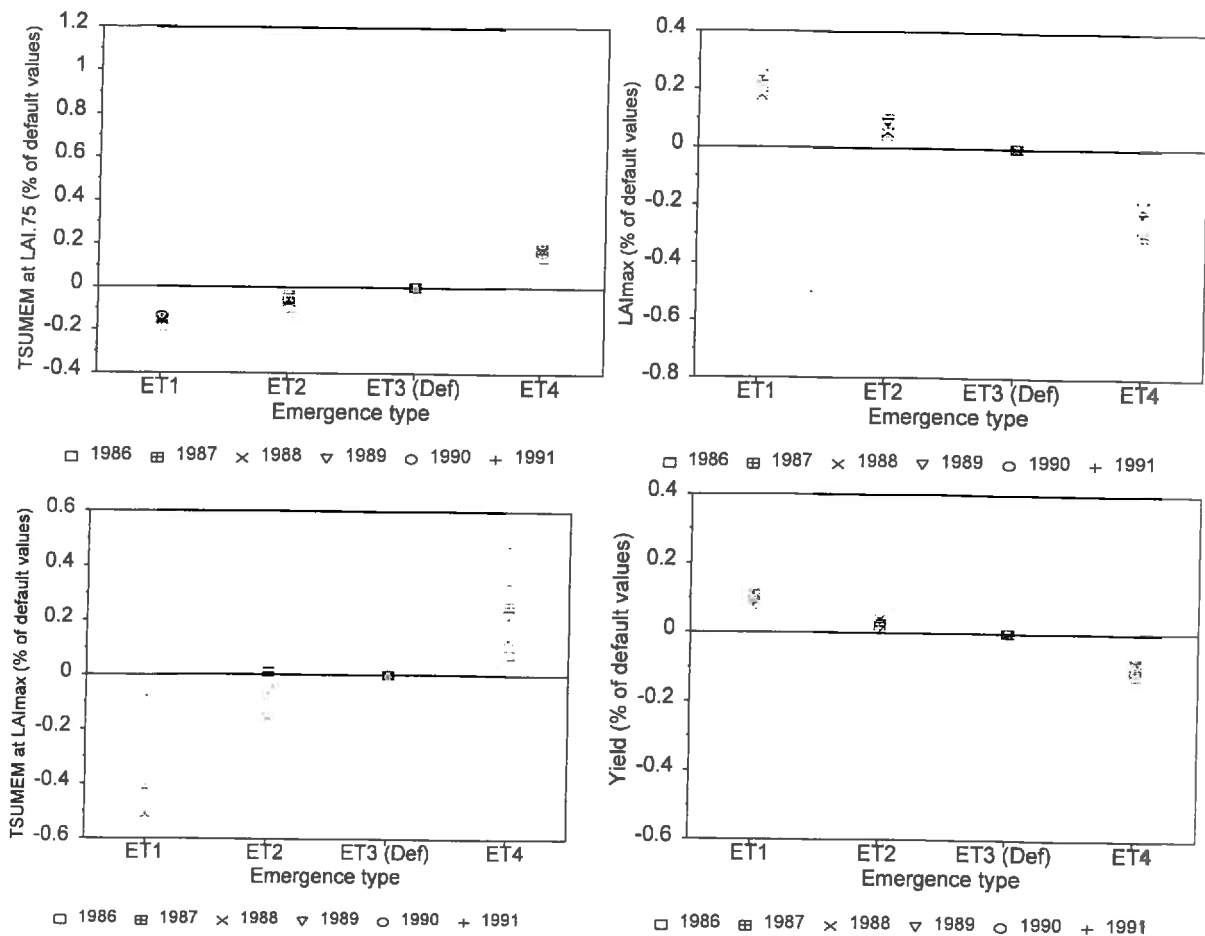 TSUMEM at LAI.75 (% of default values)
1.2
1
0.8
0.6
0.4
0.2
0
-0.2
-0.4
ET1 ET2 ET3 (Def) ET4
Emergence type
1986 1987 1988 1989 1990 1991
LAImax (% of default values)
0.4
0.2
0
-0.2
-0.4
-0.6
-0.8
ET1 ET2 ET3 (Def) ET4
Emergence type
1986 1987 1988 1989 1990 1991
TSUMEM at LAImax (% of default values)
0.6
0.4
0.2
0
-0.2
-0.4
-0.6
ET1 ET2 ET3 (Def) ET4
Emergence type
1986 1987 1988 1989 1990 1991
Yield (% of default values)
0.4
0.2
0
-0.2
-0.4
-0.6
ET1 ET2 ET3 (Def) ET4
Emergence type
1986 1987 1988 1989 1990 1991